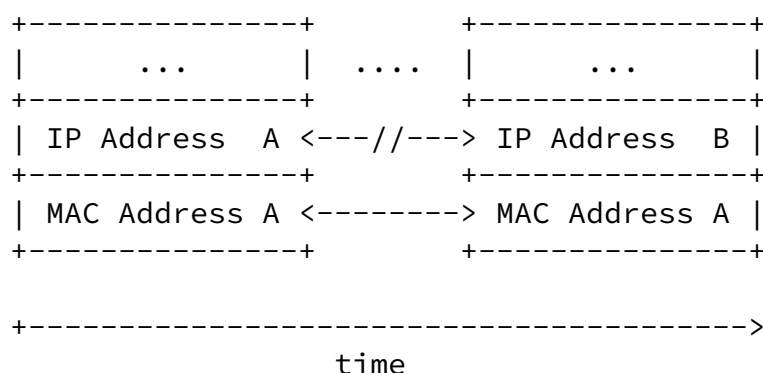 +---------------+        +---------------+
|      ...      |  ....  |      ...      |
+---------------+        +---------------+
| IP Address  A <---//---> IP Address  B |
+---------------+        +---------------+
| MAC Address A <--------> MAC Address A |
+---------------+        +---------------+
+---------------------------------------->
time